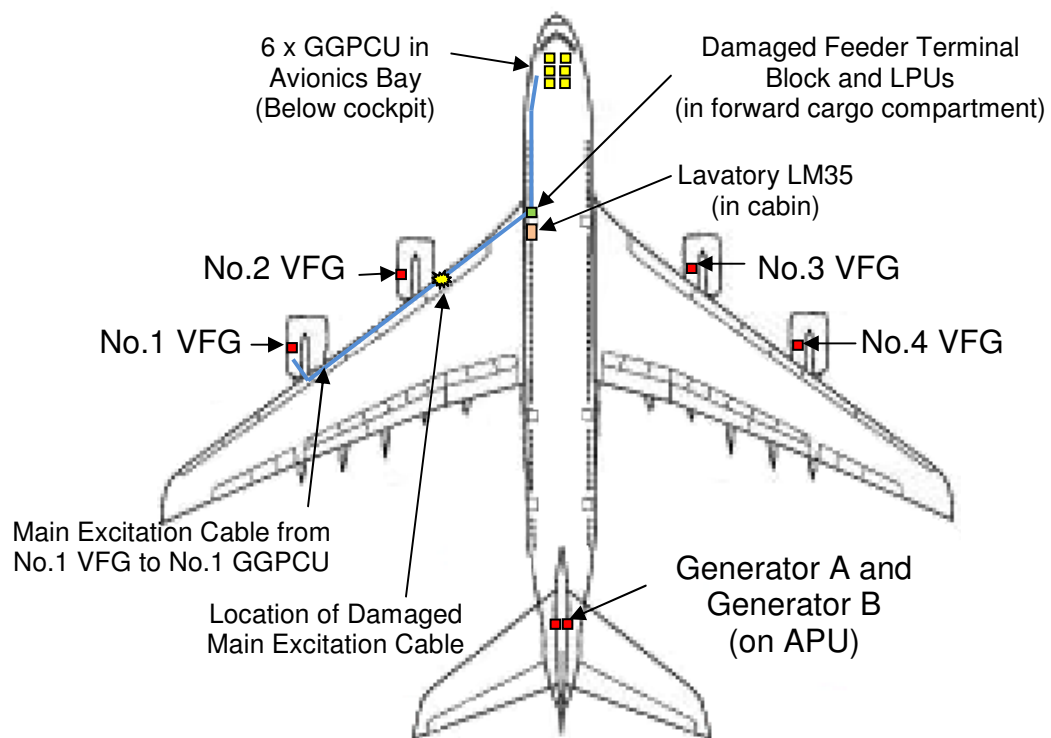 6 x GGPCU in
Avionics Bay
(Below cockpit)
Damaged Feeder Terminal
Block and LPUs
(in forward cargo compartment)
Lavatory LM35
(in cabin)
No.2 VFG
No.3 VFG
No.1 VFG
No.4 VFG
Main Excitation Cable from
No.1 VFG to No.1 GGPCU
Location of Damaged
Main Excitation Cable
Generator A and
Generator B
(on APU)